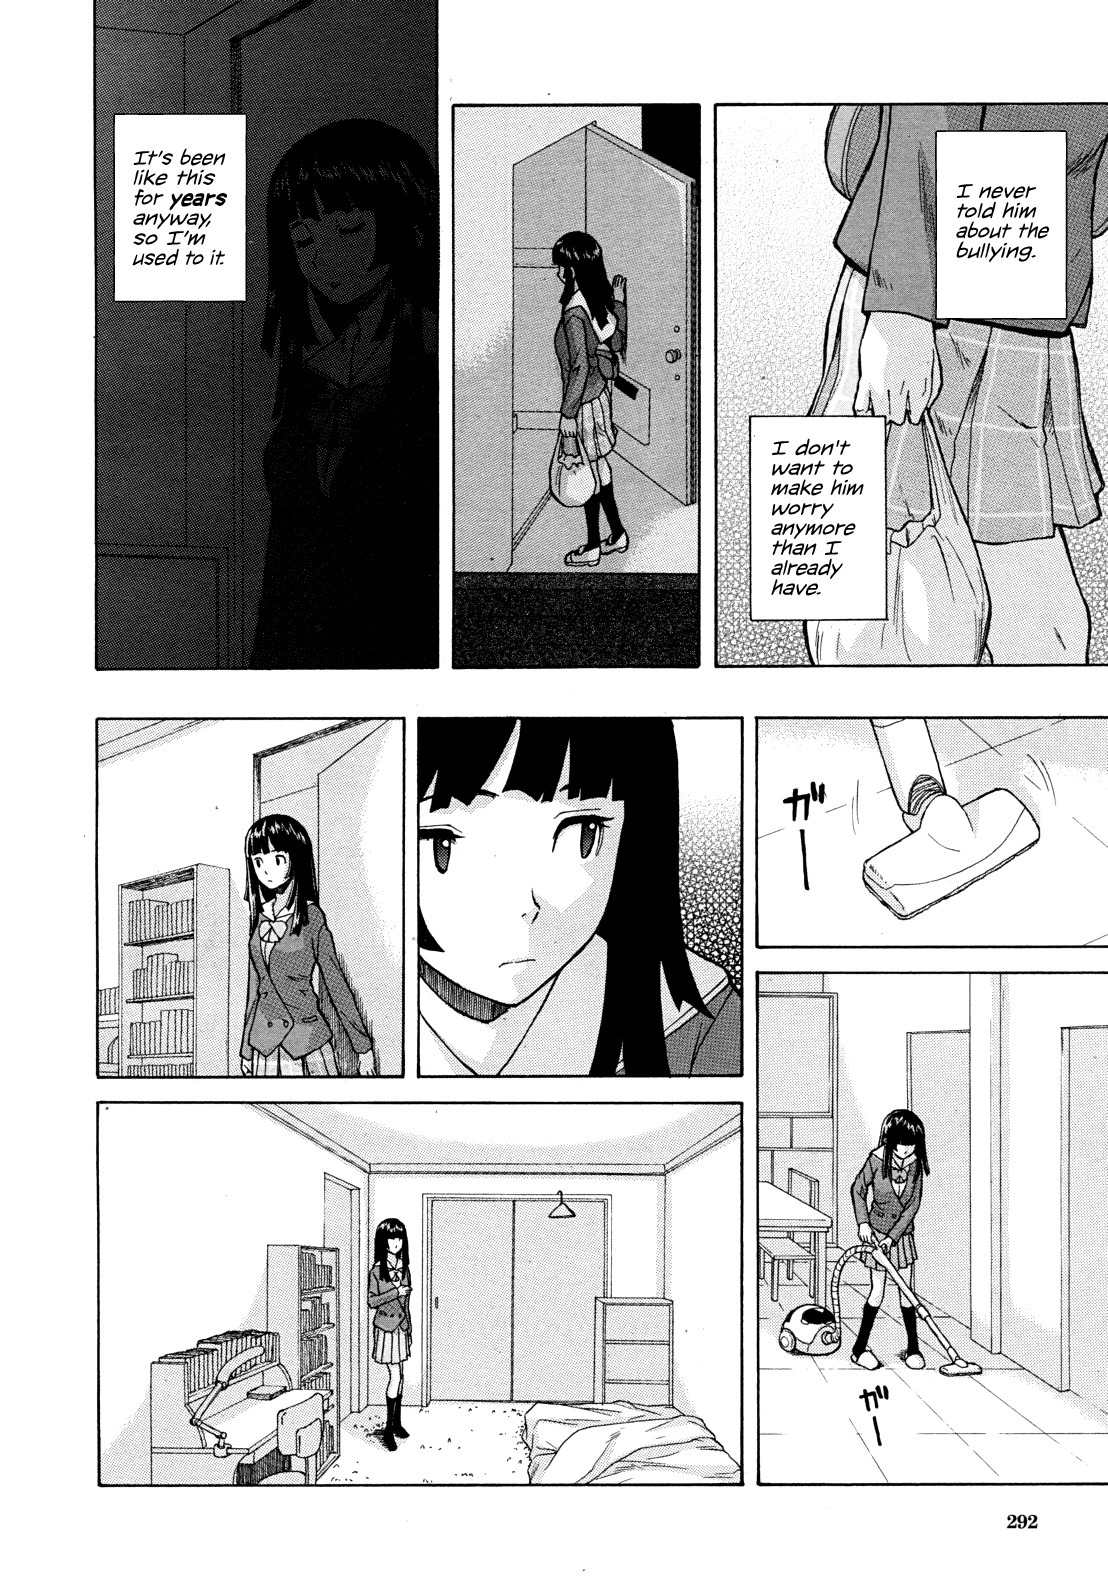 I never
told him
about the
bullying.
I don't
want to
make him
worry
anymore
than I
already
have.
It's been
like this
for years
anyway,
so I'm
used to it.
ガー
ガー
292